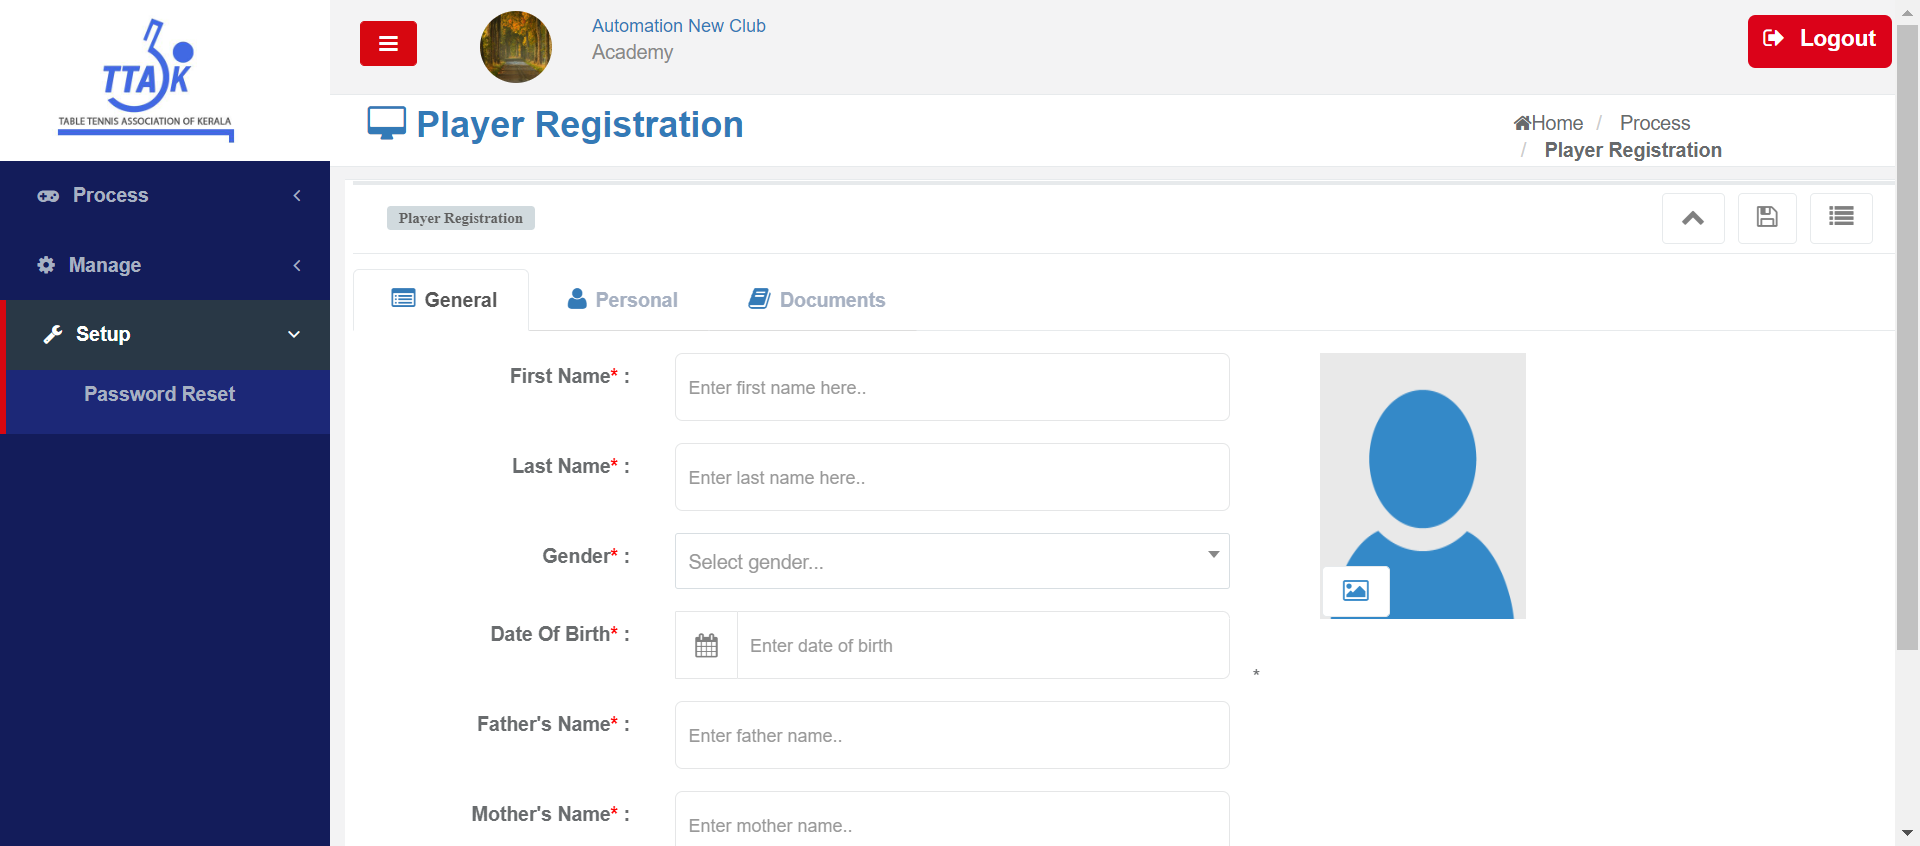 TTAK
TABLE TENNIS ASSOCIATION OF KERALA
Automation New Club
Academy
Logout
Player Registration
Home / Process
/ Player Registration
Process
Manage
Setup
Password Reset
Player Registration
General
Personal
Documents
First Name* :
Enter first name here..
Last Name* :
Enter last name here..
Gender* :
Select gender...
Date Of Birth* :
Enter date of birth
*
Father's Name* :
Enter father name..
Mother's Name* :
Enter mother name..